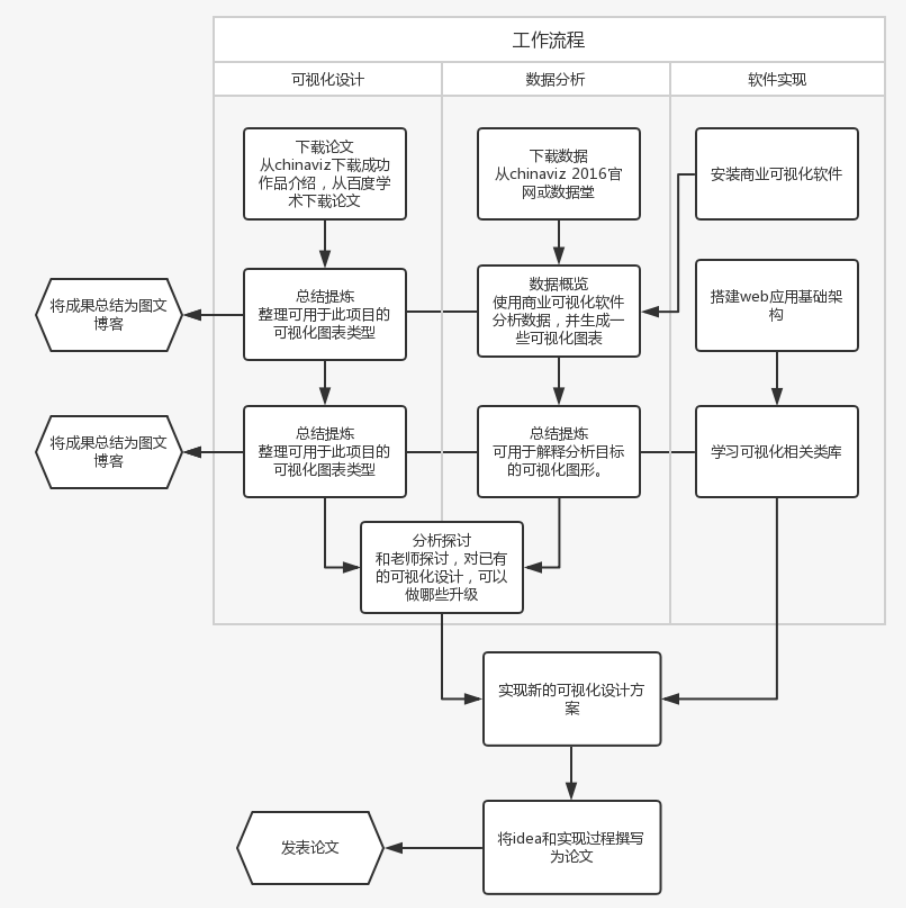 工作流程
可视化设计
数据分析
软件实现
下载论文
从chinaviz下载成功
作品介绍，从百度学
术下载论文
下载数据
从chinaviz 2016官
网或数据堂
安装商业可视化软件
将成果总结为图文
博客
总结提炼
整理可用于此项目的
可视化图表类型
数据概览
使用商业可视化软件
分析数据，并生成一
些可视化图表
搭建web应用基础架
构
将成果总结为图文
博客
总结提炼
整理可用于此项目的
可视化图表类型
总结提炼
可用于解释分析目标
的可视化图形。
学习可视化相关类库
分析探讨
和老师探讨，对已有
的可视化设计，可以
做哪些升级
实现新的可视化设计方
案
发表论文
将idea和实现过程撰写
为论文